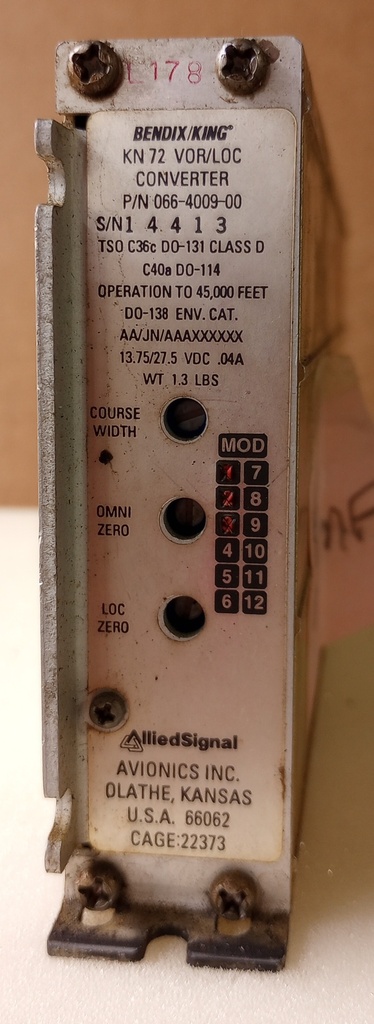 L178
BENDIX/KING®
KN 72 VOR/LOC
CONVERTER
P/N 066-4009-00
S/N 1 4 4 1 3
TSO C36c DO-131 CLASS D
C40a DO-114
OPERATION TO 45,000 FEET
DO-138 ENV. CAT.
AA/JN/AAAXXXXXX
13.75/27.5 VDC .04A
WT 1.3 LBS
COURSE
WIDTH
MOD
1 7
2 8
3 9
4 10
5 11
6 12
OMNI
ZERO
LOC
ZERO
AlliedSignal
AVIONICS INC.
OLATHE, KANSAS
U.S.A. 66062
CAGE:22373